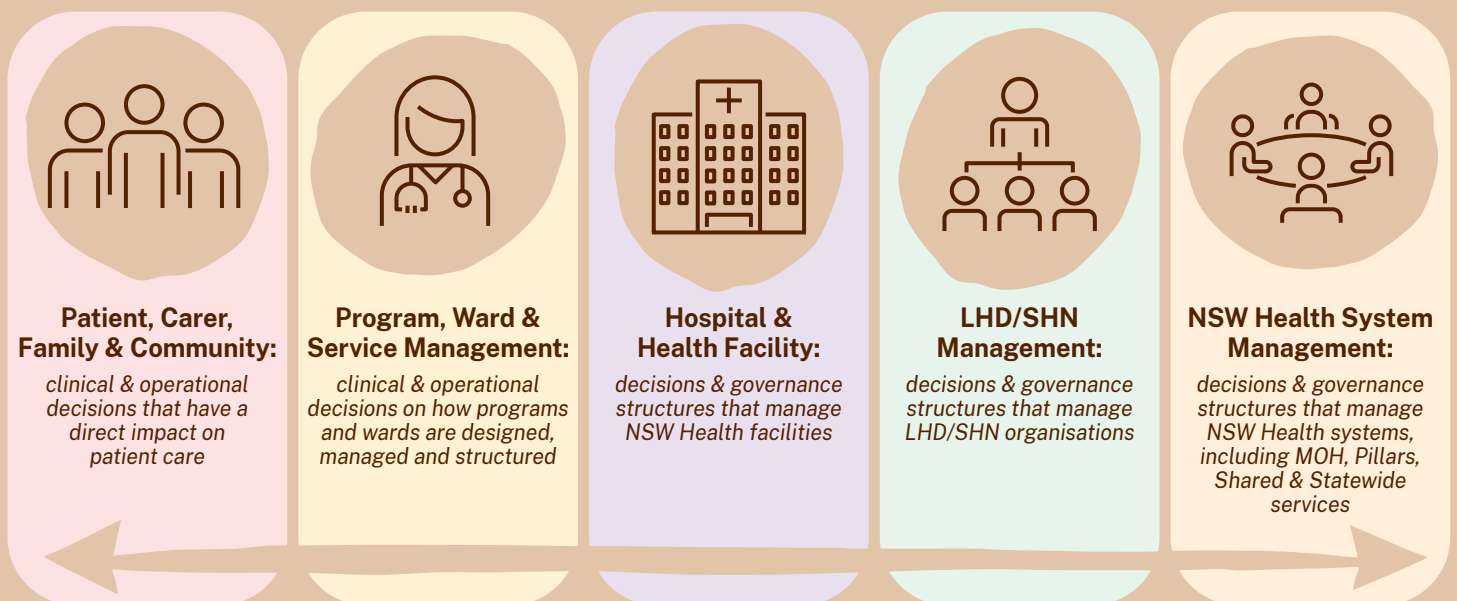 Patient, Carer,
Family & Community:
clinical & operational
decisions that have a
direct impact on
patient care
Program, Ward &
Service Management:
clinical & operational
decisions on how programs
and wards are designed,
managed and structured
Hospital &
Health Facility:
decisions & governance
structures that manage
NSW Health facilities
LHD/SHN
Management:
decisions & governance
structures that manage
LHD/SHN organisations
NSW Health System
Management:
decisions & governance
structures that manage
NSW Health systems,
including MOH, Pillars,
Shared & Statewide
services